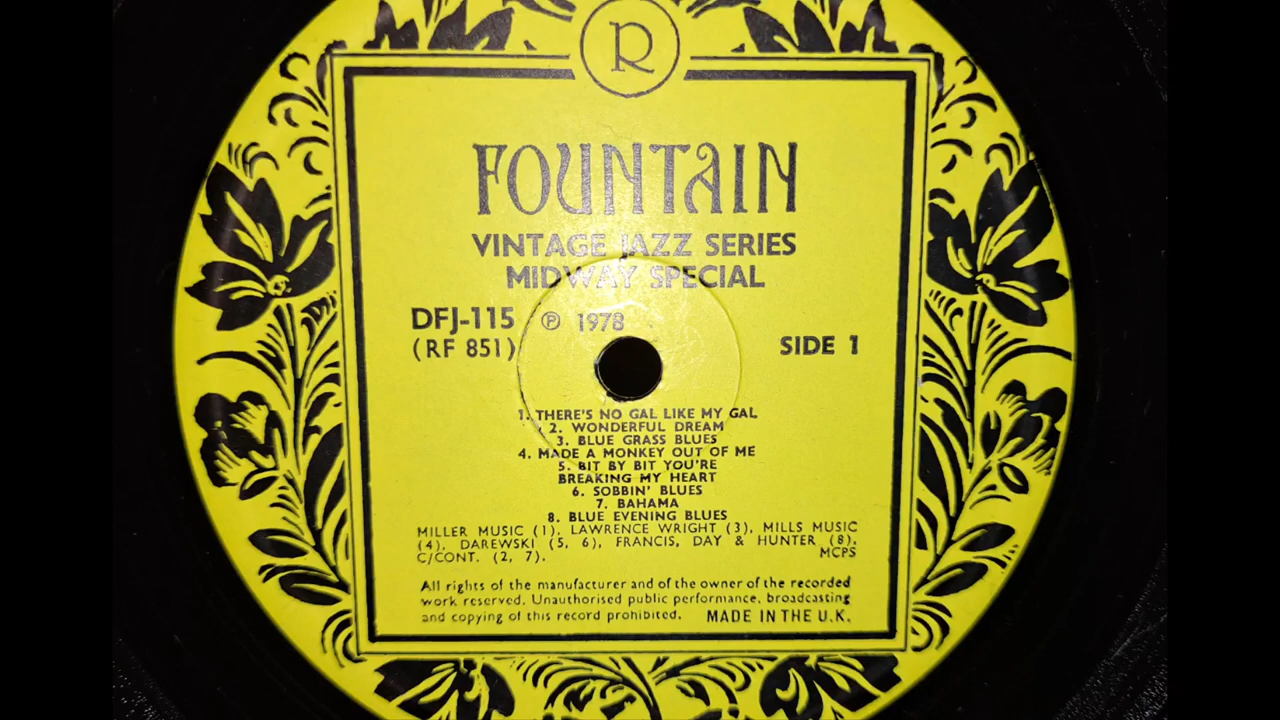 R
FOUNTAIN
VINTAGE JAZZ SERIES
MIDWAY SPECIAL
DFJ-115 ℗ 1978
(RF 851)
SIDE 1
1. THERE'S NO GAL LIKE MY GAL
2. WONDERFUL DREAM
3. BLUE GRASS BLUES
4. MADE A MONKEY OUT OF ME
5. BIT BY BIT YOU'RE
BREAKING MY HEART
6. SOBBIN' BLUES
7. BAHAMA
8. BLUE EVENING BLUES
MILLER MUSIC (1), LAWRENCE WRIGHT (3), MILLS MUSIC
(4), DAREWSKI (5, 6), FRANCIS, DAY & HUNTER (8),
C/CONT. (2, 7). MCPS
All rights of the manufacturer and of the owner of the recorded
work reserved. Unauthorised public performance, broadcasting
and copying of this record prohibited. MADE IN THE U.K.